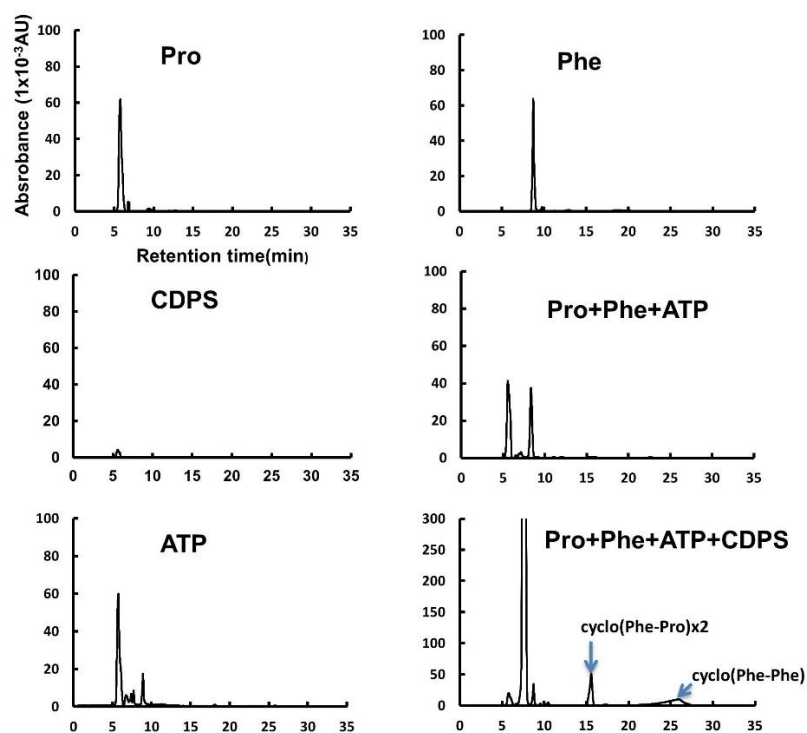 Pro
Absrobance (1x10⁻³AU)
100
80
60
40
20
0
0 5 10 15 20 25 30 35
Retention time(min)
Phe
100
80
60
40
20
0
0 5 10 15 20 25 30 35
CDPS
100
80
60
40
20
0
0 5 10 15 20 25 30 35
Pro+Phe+ATP
100
80
60
40
20
0
0 5 10 15 20 25 30 35
ATP
100
80
60
40
20
0
0 5 10 15 20 25 30 35
Pro+Phe+ATP+CDPS
300
250
200
150
100
50
0
cyclo(Phe-Pro)x2
cyclo(Phe-Phe)
0 5 10 15 20 25 30 35